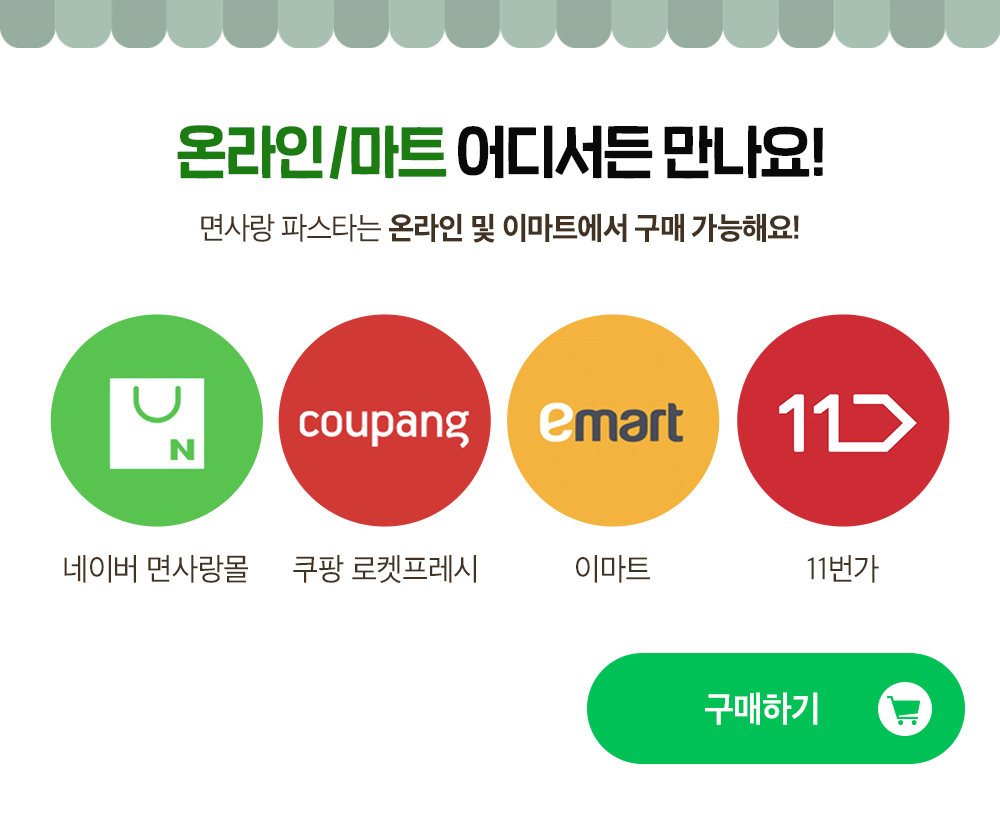 온라인/마트 어디서든 만나요!
면사랑 파스타는 온라인 및 이마트에서 구매 가능해요!
N
coupang
emart
11
네이버 면사랑몰
쿠팡 로켓프레시
이마트
11번가
구매하기